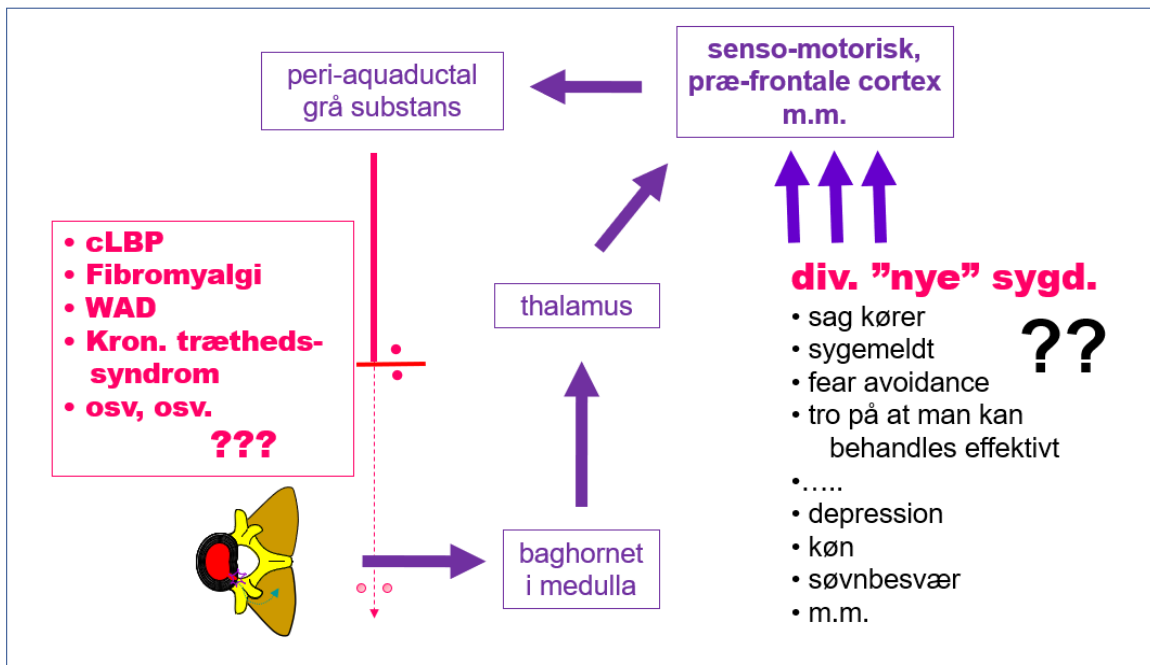 peri-aquaductal
grå substans
senso-motorisk,
præ-frontale cortex
m.m.
• cLBP
• Fibromyalgi
• WAD
• Kron. trætheds-
syndrom
• osv, osv.
???
thalamus
baghornet
i medulla
div. ”nye” sygd.
• sag kører
• sygemeldt
• fear avoidance
• tro på at man kan
behandles effektivt
•…..
• depression
• køn
• søvnbesvær
• m.m.
??